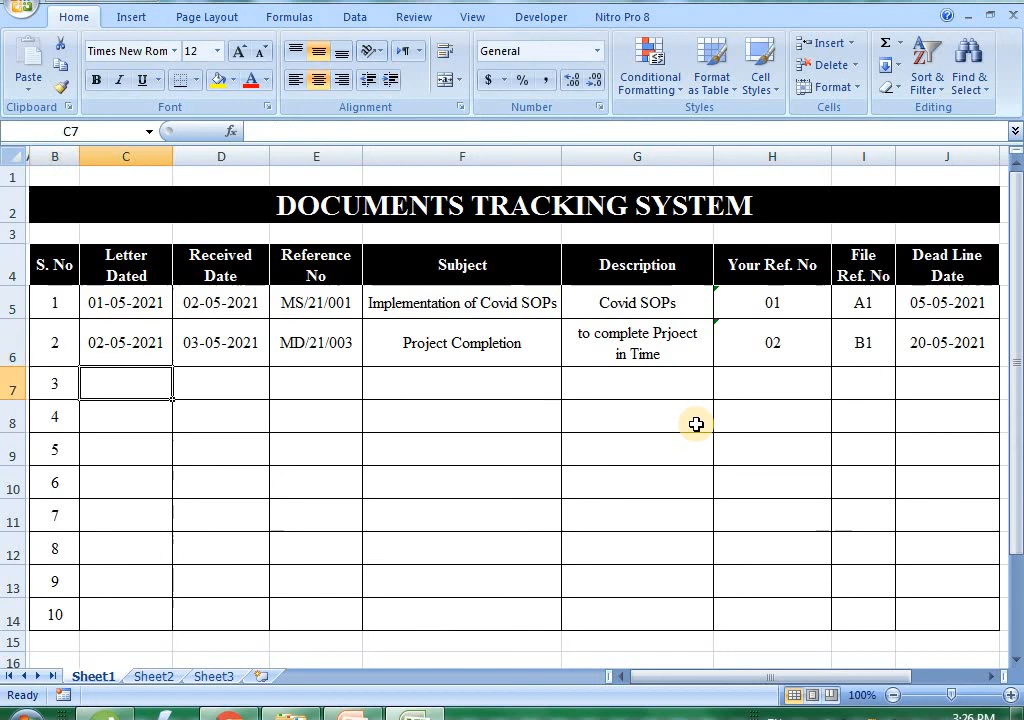 Home Insert Page Layout Formulas Data Review View Developer Nitro Pro 8
Paste
Times New Rom 12
General
Conditional Formatting
Format as Table
Cell Styles
Insert
Delete
Format
Sort & Filter
Find & Select
Clipboard Font Alignment Number Styles Cells Editing
C7 fx
B C D E F G H I J
1
2 DOCUMENTS TRACKING SYSTEM
3
4 S. No Letter Dated Received Date Reference No Subject Description Your Ref. No File Ref. No Dead Line Date
5 1 01-05-2021 02-05-2021 MS/21/001 Implementation of Covid SOPs Covid SOPs 01 A1 05-05-2021
6 2 02-05-2021 03-05-2021 MD/21/003 Project Completion to complete Prjoect in Time 02 B1 20-05-2021
7 3
8 4
9 5
10 6
11 7
12 8
13 9
14 10
15
16
Sheet1 Sheet2 Sheet3
Ready 100%
3:26 PM